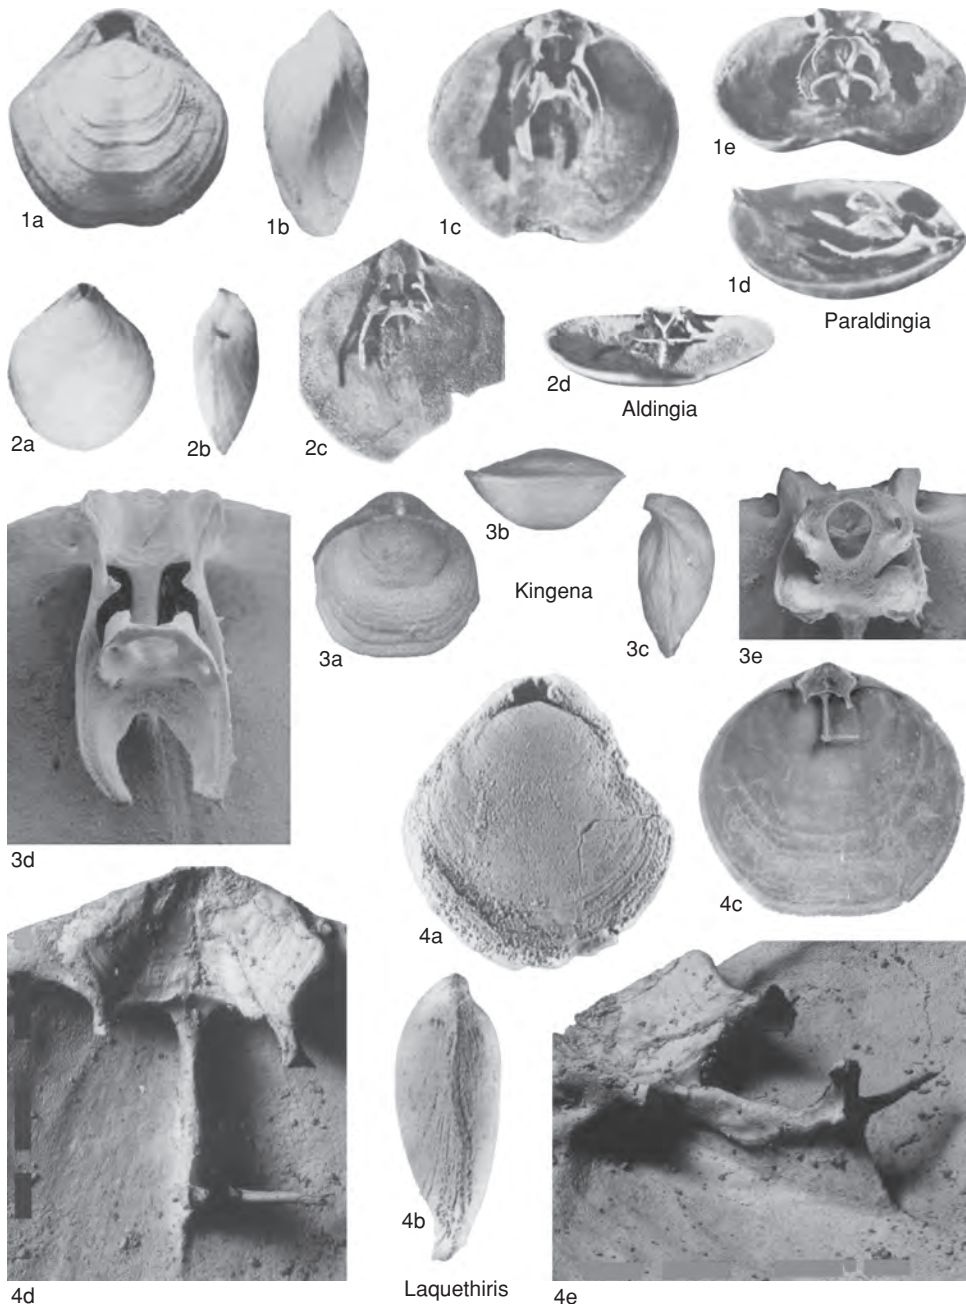 1a
1b
1c
1e
1d
Paraldingia
2a
2b
2c
2d
Aldingia
3b
Kingena
3a
3c
3e
3d
4a
4c
4b
4d
Laquethiris
4e